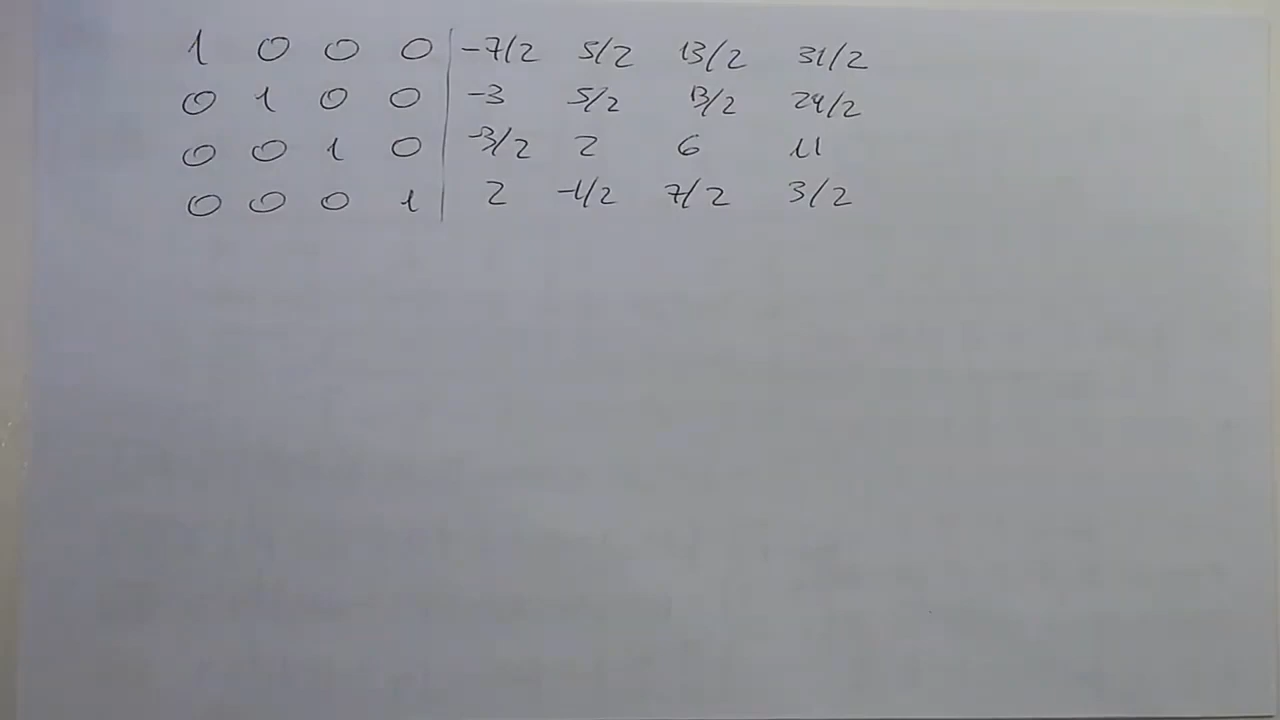 1 0 0 0 | -7/2 5/2 13/2 31/2
0 1 0 0 | -3 5/2 13/2 24/2
0 0 1 0 | -3/2 2 6 11
0 0 0 1 | 2 -1/2 7/2 3/2